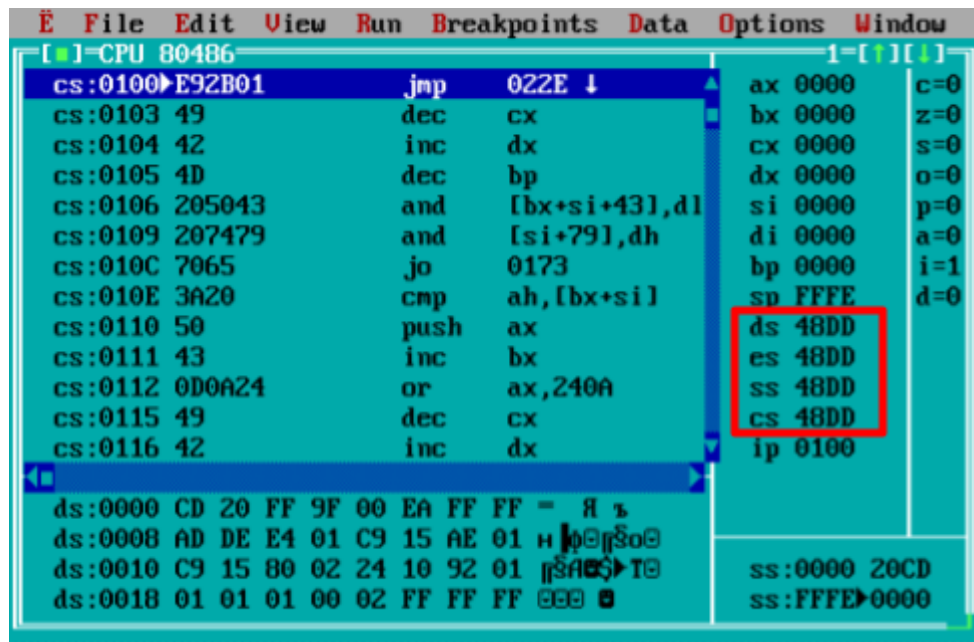 Ë File Edit View Run Breakpoints Data Options Window
[■]=CPU 80486 1=[↑][↓]
cs:0100►E92B01 jmp 022E ↓ ax 0000 c=0
cs:0103 49 dec cx bx 0000 z=0
cs:0104 42 inc dx cx 0000 s=0
cs:0105 4D dec bp dx 0000 o=0
cs:0106 205043 and [bx+si+43],dl si 0000 p=0
cs:0109 207479 and [si+79],dh di 0000 a=0
cs:010C 7065 jo 0173 bp 0000 i=1
cs:010E 3A20 cmp ah,[bx+si] sp FFFE d=0
cs:0110 50 push ax ds 48DD
cs:0111 43 inc bx es 48DD
cs:0112 0D0A24 or ax,240A ss 48DD
cs:0115 49 dec cx cs 48DD
cs:0116 42 inc dx ip 0100
ds:0000 CD 20 FF 9F 00 EA FF FF = Я ъ
ds:0008 AD DE E4 01 C9 15 AE 01
ds:0010 C9 15 80 02 24 10 92 01 ss:0000 20CD
ds:0018 01 01 01 00 02 FF FF FF ss:FFFE►0000